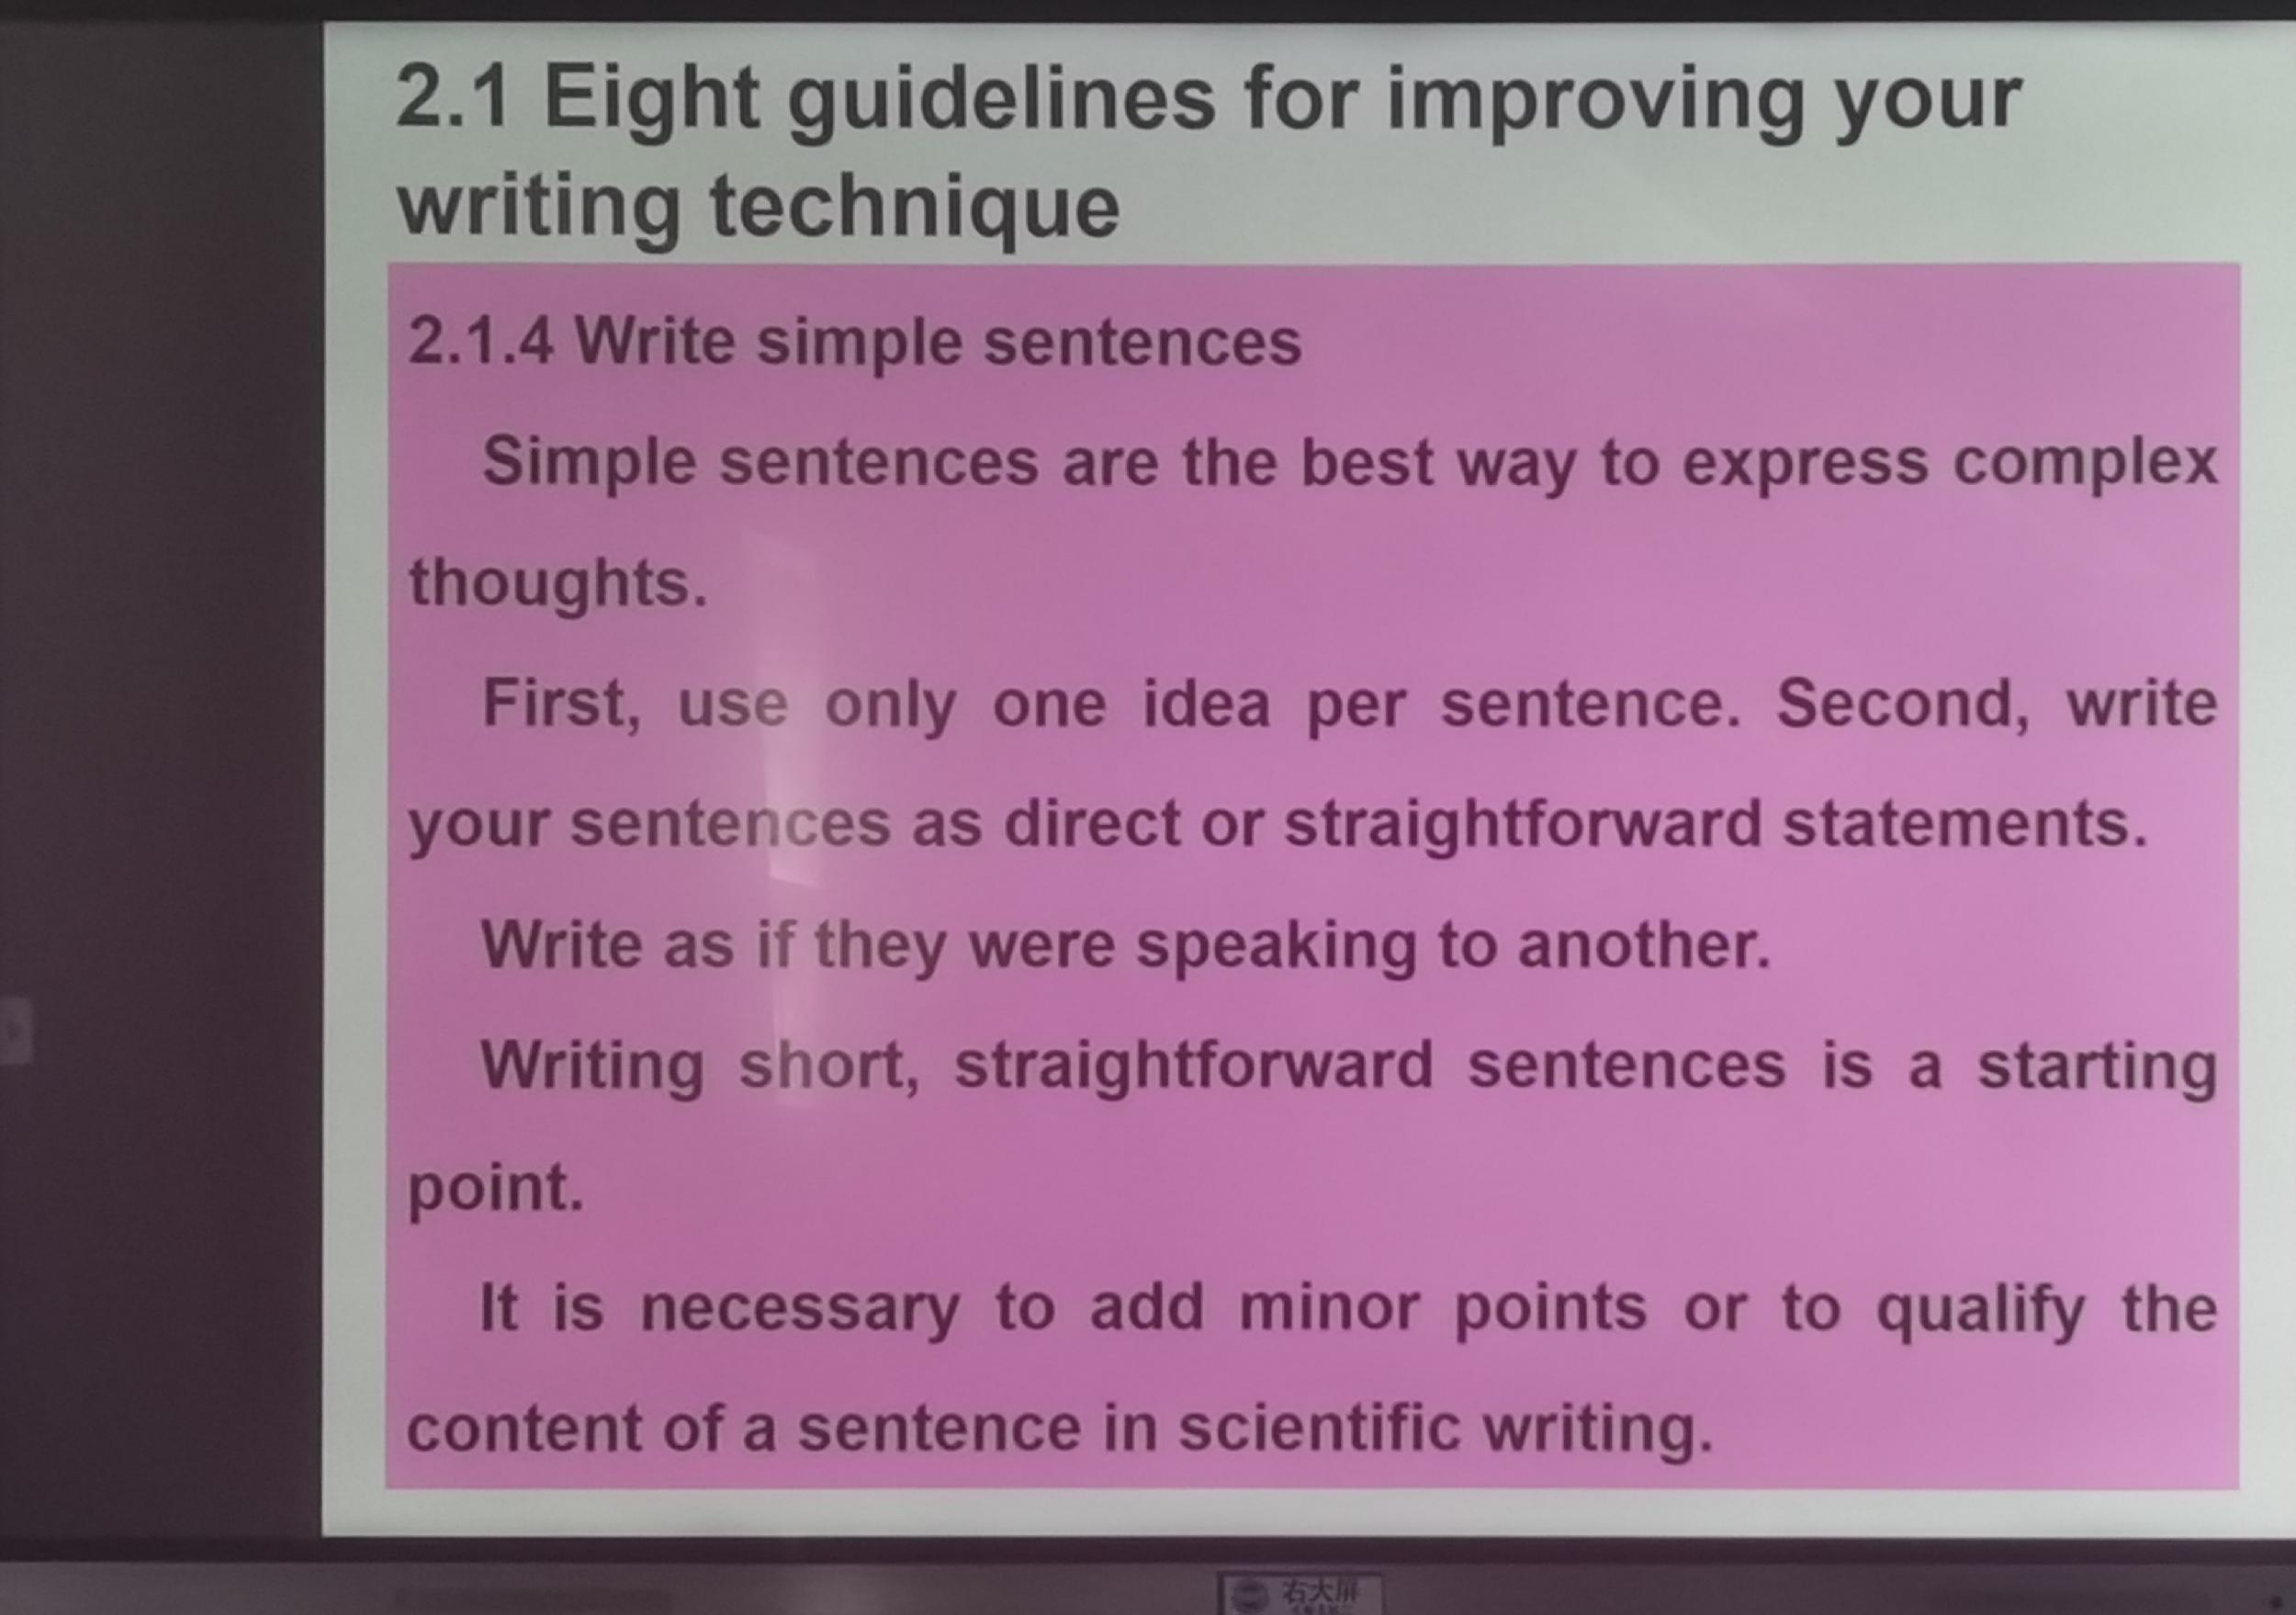 2.1 Eight guidelines for improving your
writing technique
2.1.4 Write simple sentences
Simple sentences are the best way to express complex
thoughts.
First, use only one idea per sentence. Second, write
your sentences as direct or straightforward statements.
Write as if they were speaking to another.
Writing short, straightforward sentences is a starting
point.
It is necessary to add minor points or to qualify the
content of a sentence in scientific writing.
右大屏